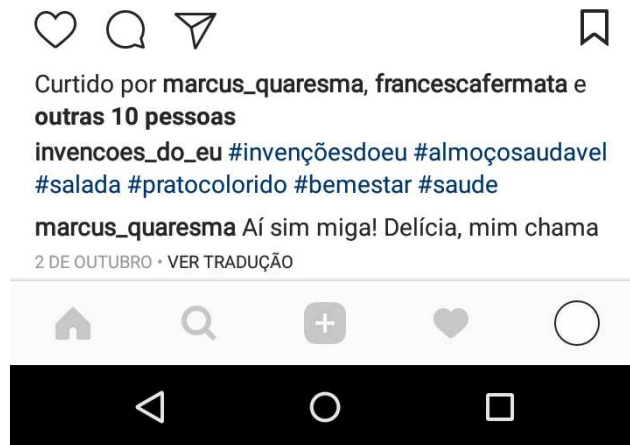 Curtido por marcus_quaresma, francescafermata e
outras 10 pessoas
invencoes_do_eu #invençõesdoeu #almoçosaudavel
#salada #pratocolorido #bemestar #saude
marcus_quaresma Aí sim miga! Delícia, mim chama
2 DE OUTUBRO • VER TRADUÇÃO